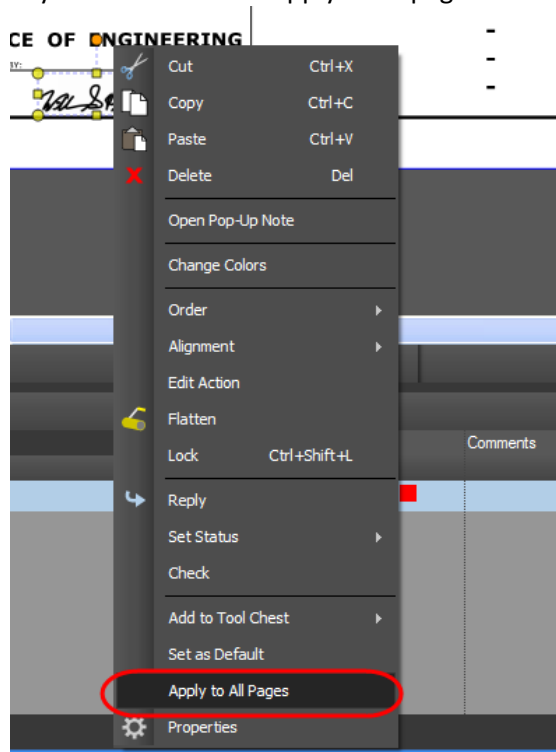 CE OF ENGINEERING
BY:
Cut Ctrl+X
Copy Ctrl+C
Paste Ctrl+V
Delete Del
Open Pop-Up Note
Change Colors
Order
Alignment
Edit Action
Flatten
Lock Ctrl+Shift+L
Comments
Reply
Set Status
Check
Add to Tool Chest
Set as Default
Apply to All Pages
Properties